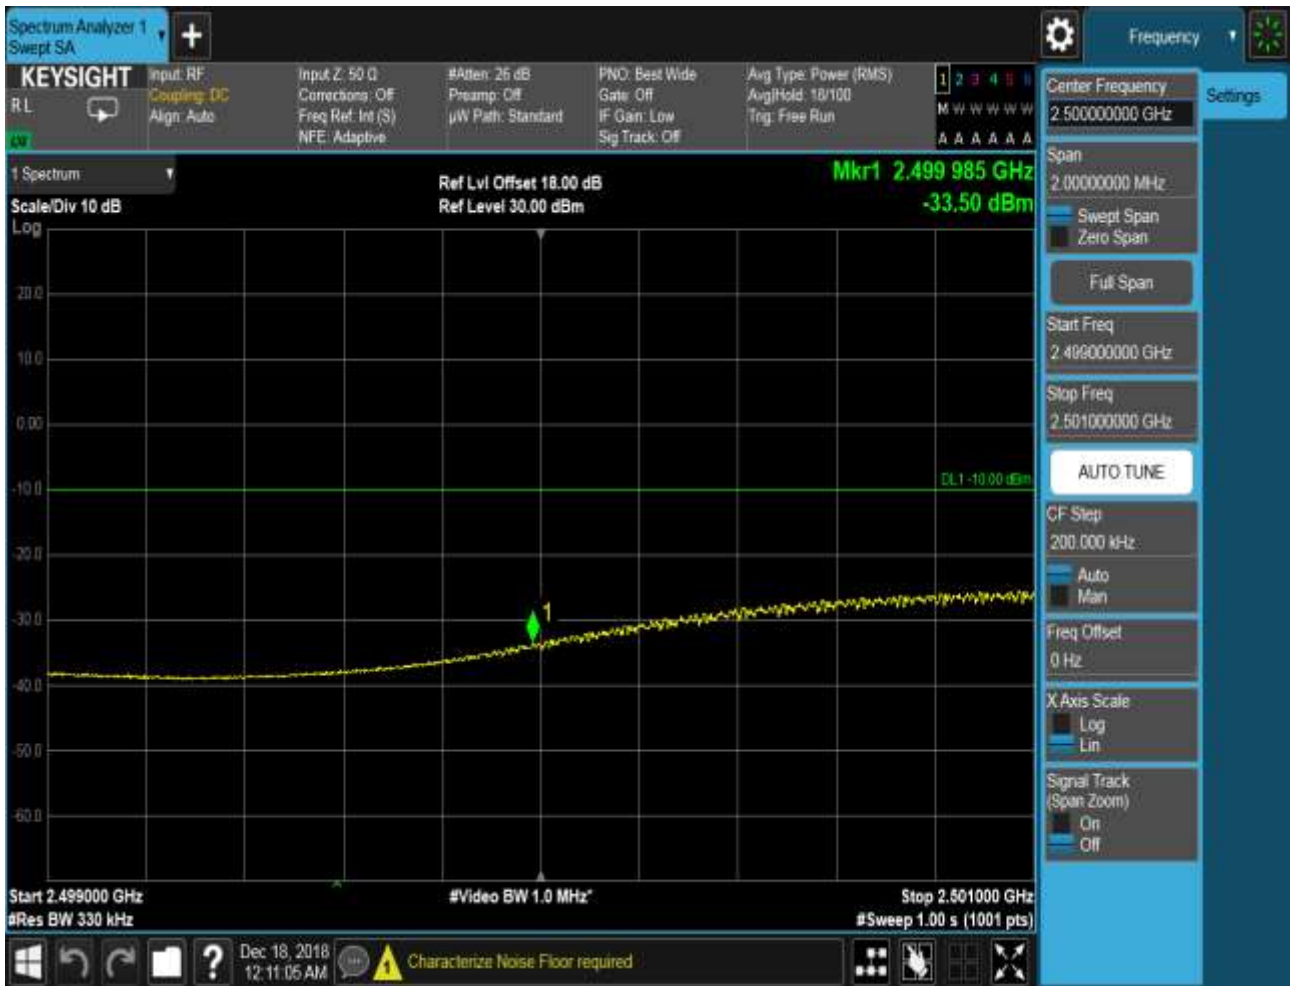 Spectrum Analyzer 1
Swept SA
Frequency
KEYSIGHT
R L
Input: RF
Coupling: DC
Align: Auto
Input Z: 50 Ω
Corrections: Off
Freq Ref: Int (S)
NFE: Adaptive
#Atten: 26 dB
Preamp: Off
µW Path: Standard
PNO: Best Wide
Gate: Off
IF Gain: Low
Sig Track: Off
Avg Type: Power (RMS)
Avg|Hold: 18/100
Trig: Free Run
1 2 3 4 5 6
M W W W W W
A A A A A A
1 Spectrum
Scale/Div 10 dB
Ref Lvl Offset 18.00 dB
Ref Level 30.00 dBm
Mkr1 2.499 985 GHz
-33.50 dBm
Log
20.0
10.0
0.00
-10.0
-20.0
-30.0
-40.0
-50.0
-60.0
DL1 -10.00 dBm
1
Start 2.499000 GHz
#Res BW 330 kHz
#Video BW 1.0 MHz*
Stop 2.501000 GHz
#Sweep 1.00 s (1001 pts)
Center Frequency
2.500000000 GHz
Settings
Span
2.00000000 MHz
Swept Span
Zero Span
Full Span
Start Freq
2.499000000 GHz
Stop Freq
2.501000000 GHz
AUTO TUNE
CF Step
200.000 kHz
Auto
Man
Freq Offset
0 Hz
X Axis Scale
Log
Lin
Signal Track
(Span Zoom)
On
Off
?
Dec 18, 2018
12:11:05 AM
1
Characterize Noise Floor required